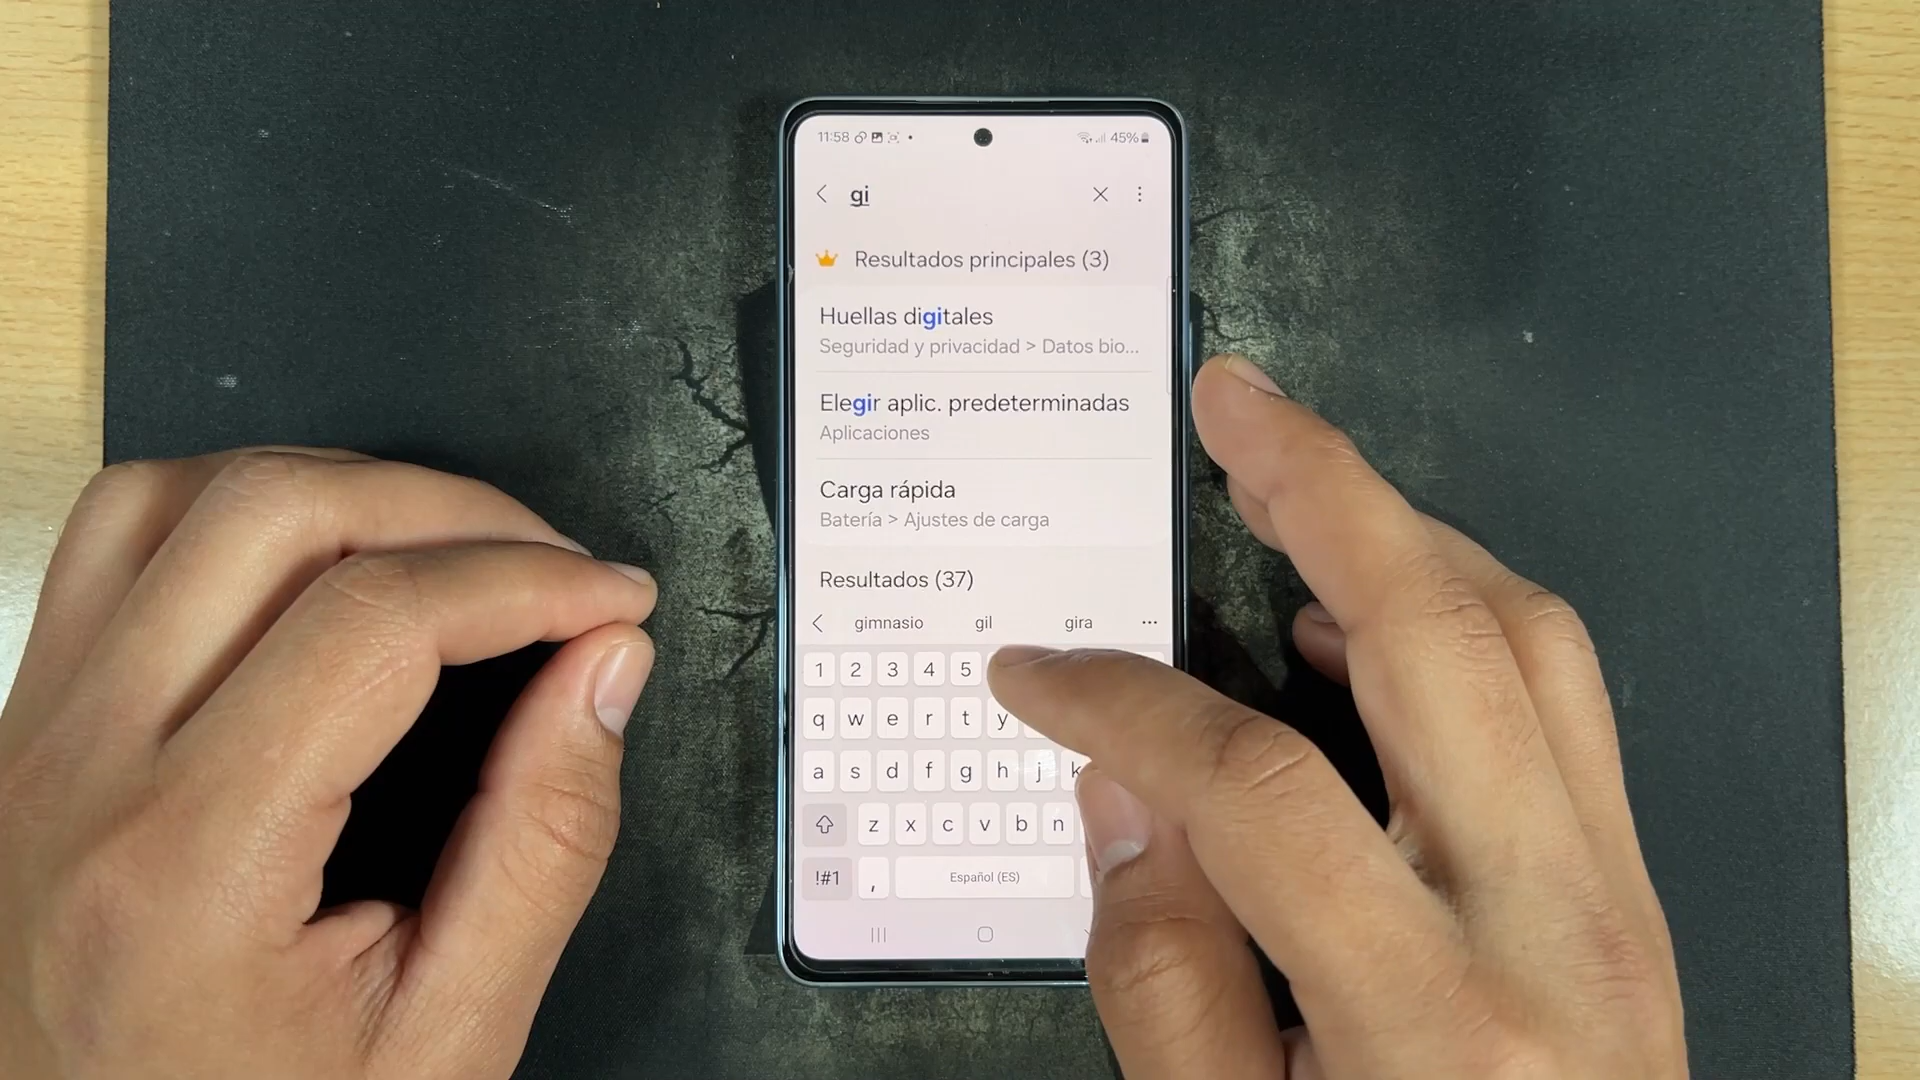 11:58 45%
gi
Resultados principales (3)
Huellas digitales
Seguridad y privacidad > Datos bio...
Elegir aplic. predeterminadas
Aplicaciones
Carga rápida
Batería > Ajustes de carga
Resultados (37)
gimnasio gil gira ...
1 2 3 4 5
q w e r t y
a s d f g h j k
z x c v b n
!#1 , Español (ES)